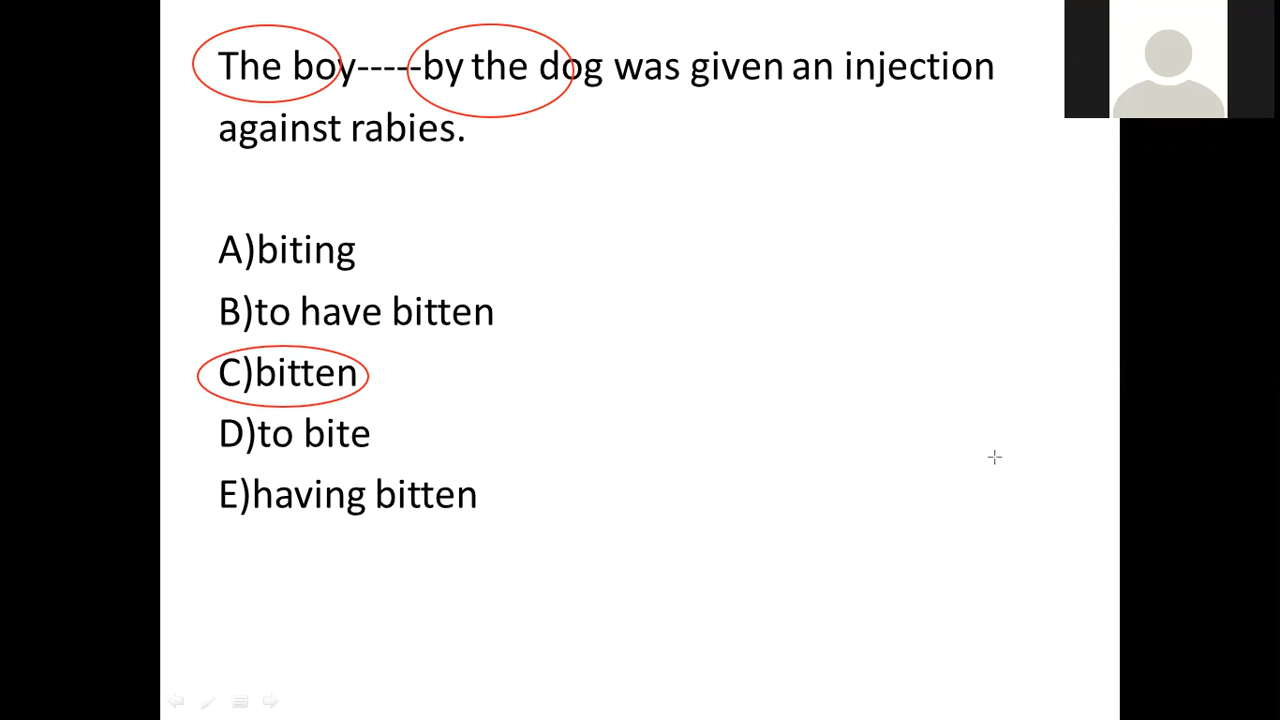 The boy-----by the dog was given an injection
against rabies.
A)biting
B)to have bitten
C)bitten
D)to bite
E)having bitten